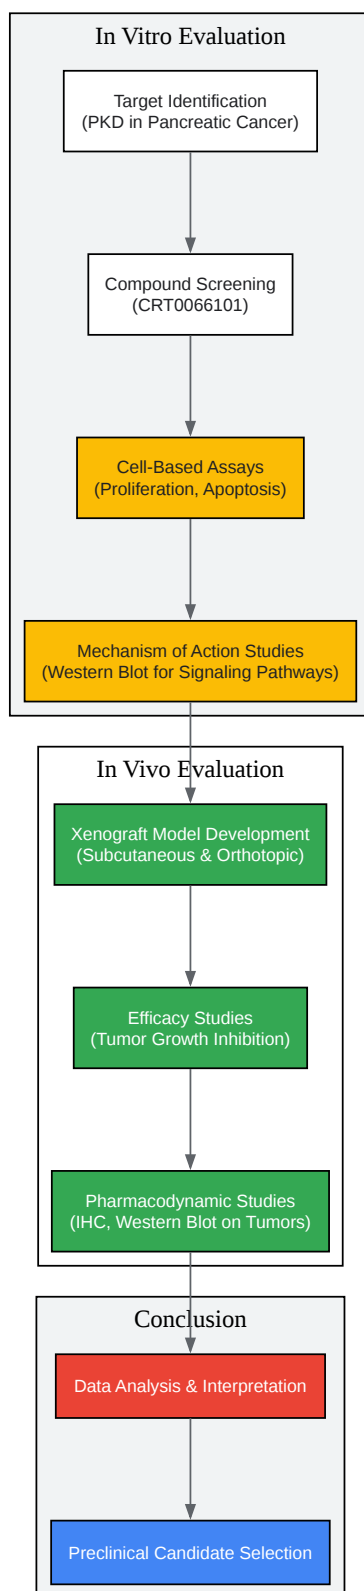 In Vitro Evaluation
Target Identification
(PKD in Pancreatic Cancer)
Compound Screening
(CRT0066101)
Cell-Based Assays
(Proliferation, Apoptosis)
Mechanism of Action Studies
(Western Blot for Signaling Pathways)
In Vivo Evaluation
Xenograft Model Development
(Subcutaneous & Orthotopic)
Efficacy Studies
(Tumor Growth Inhibition)
Pharmacodynamic Studies
(IHC, Western Blot on Tumors)
Conclusion
Data Analysis & Interpretation
Preclinical Candidate Selection